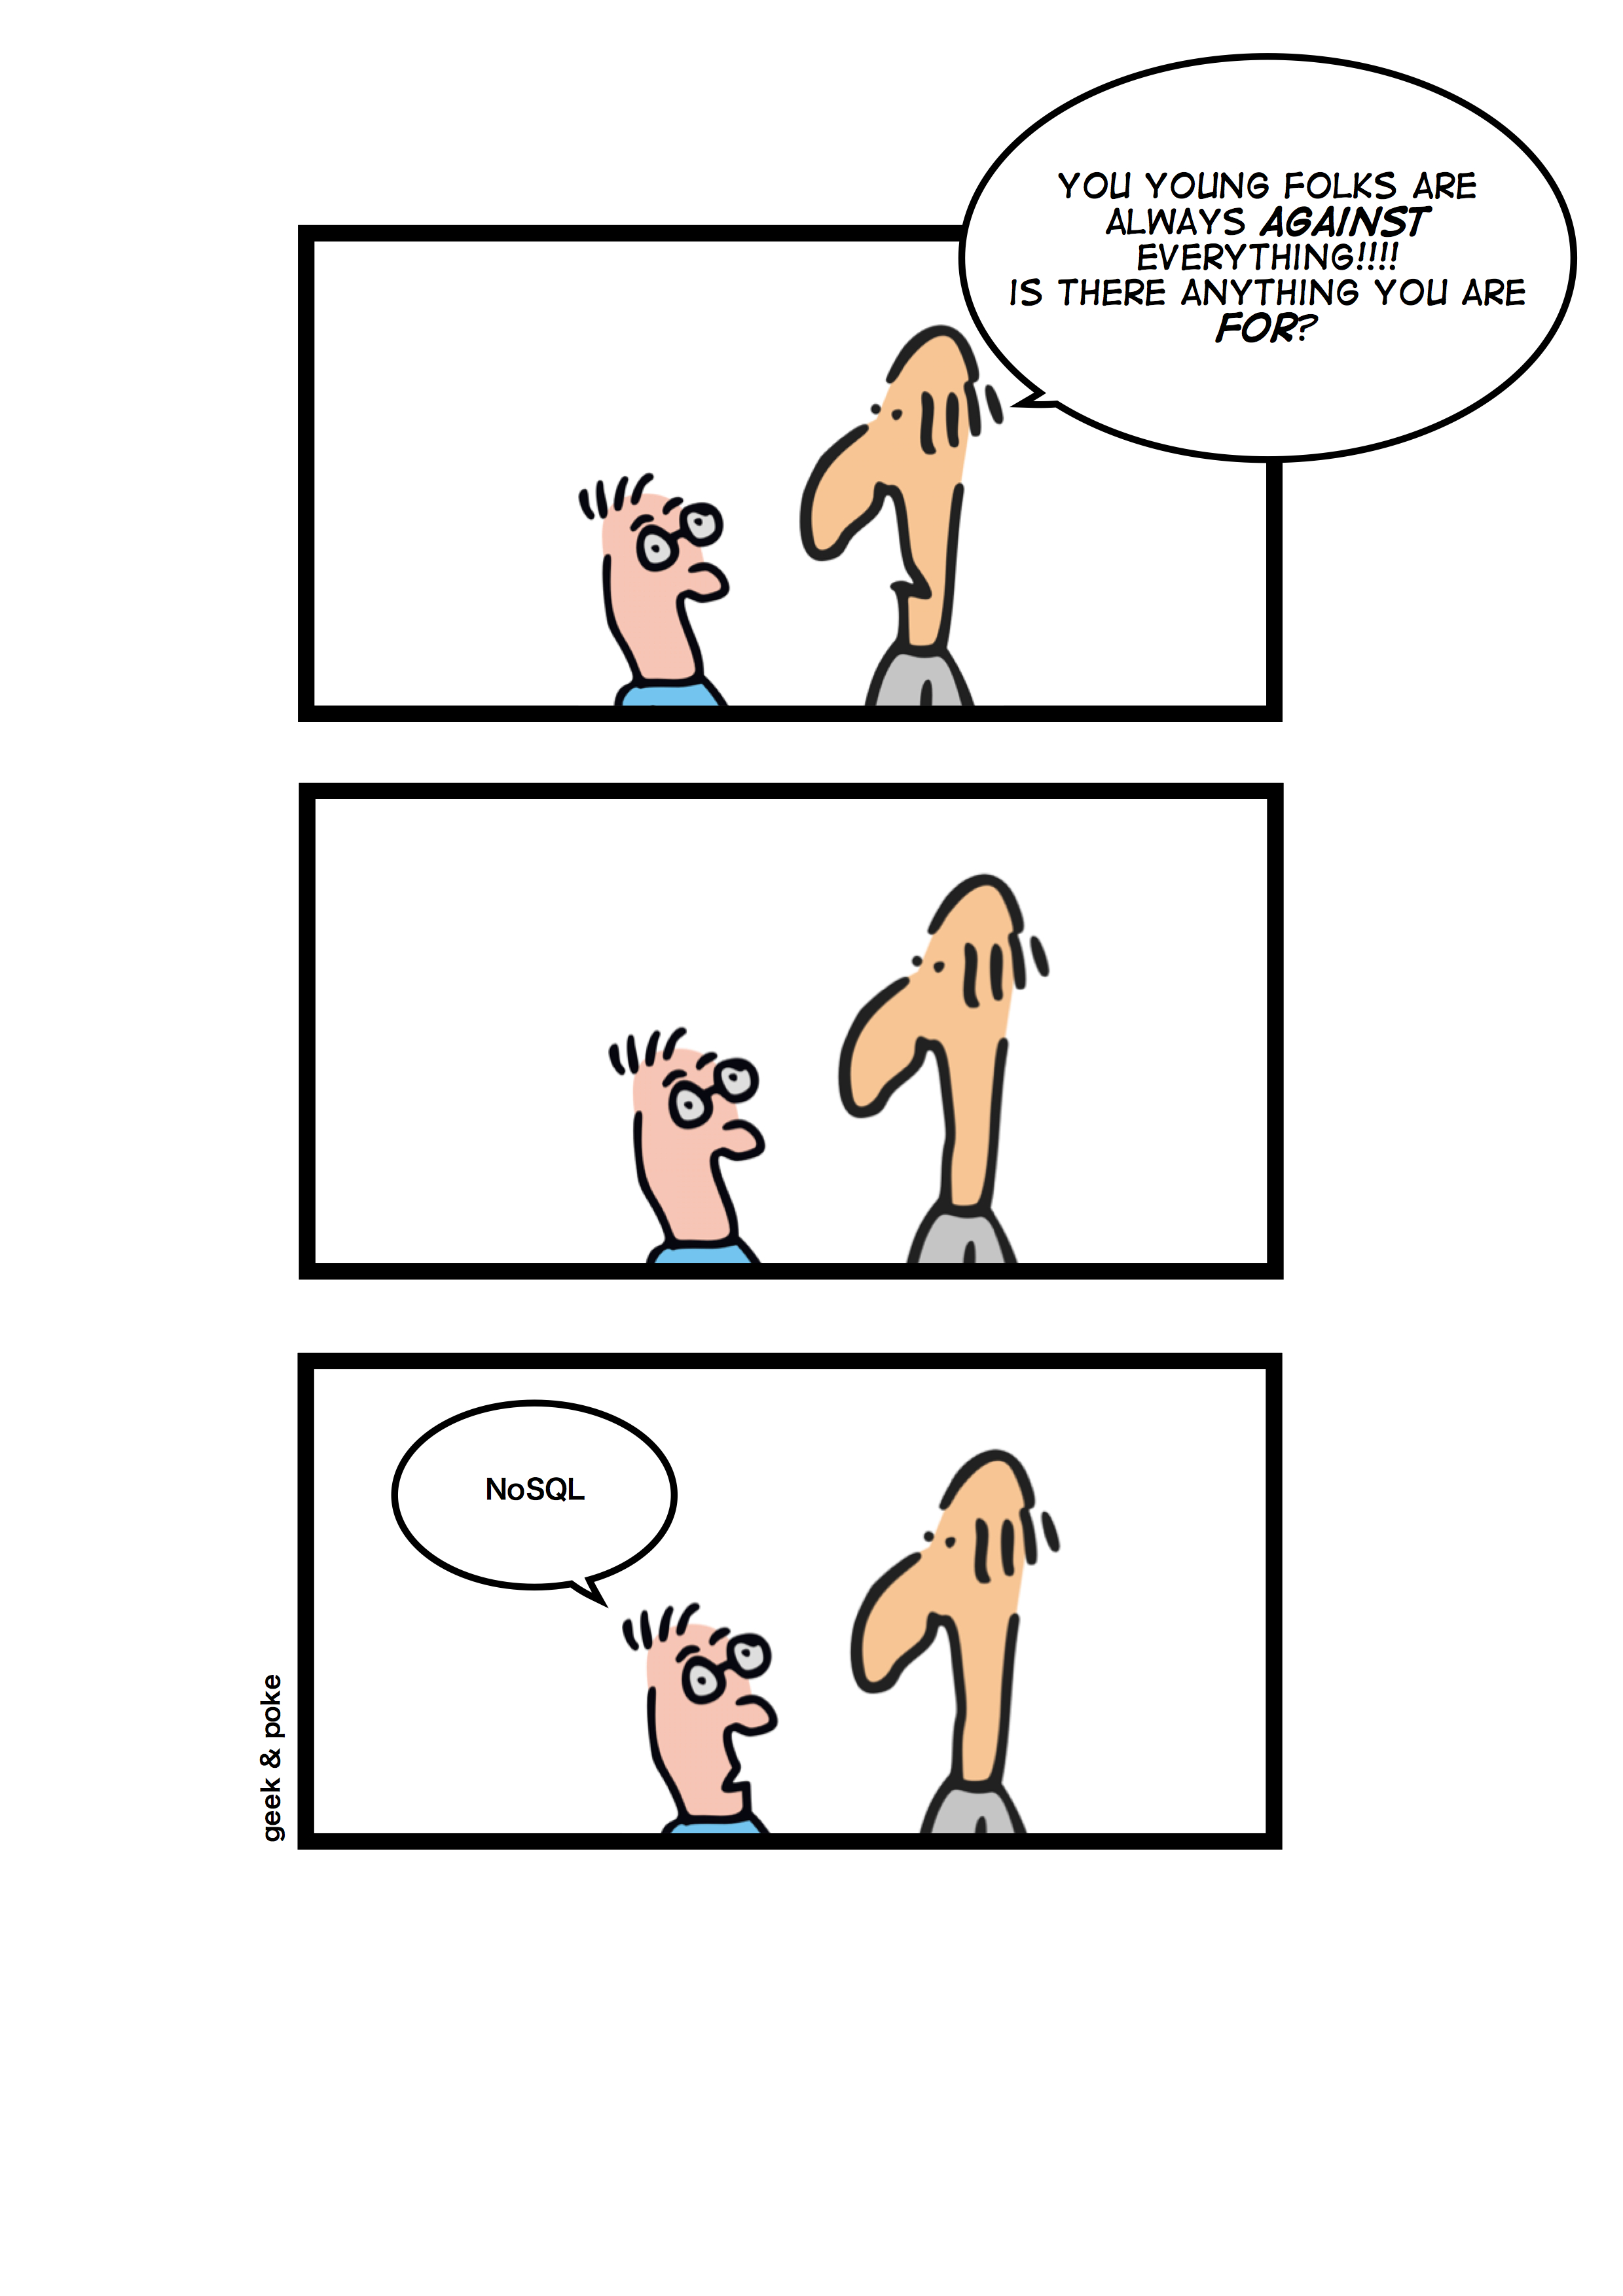 YOU YOUNG FOLKS ARE
ALWAYS AGAINST
EVERYTHING!!!!
IS THERE ANYTHING YOU ARE
FOR?
NoSQL
geek & poke